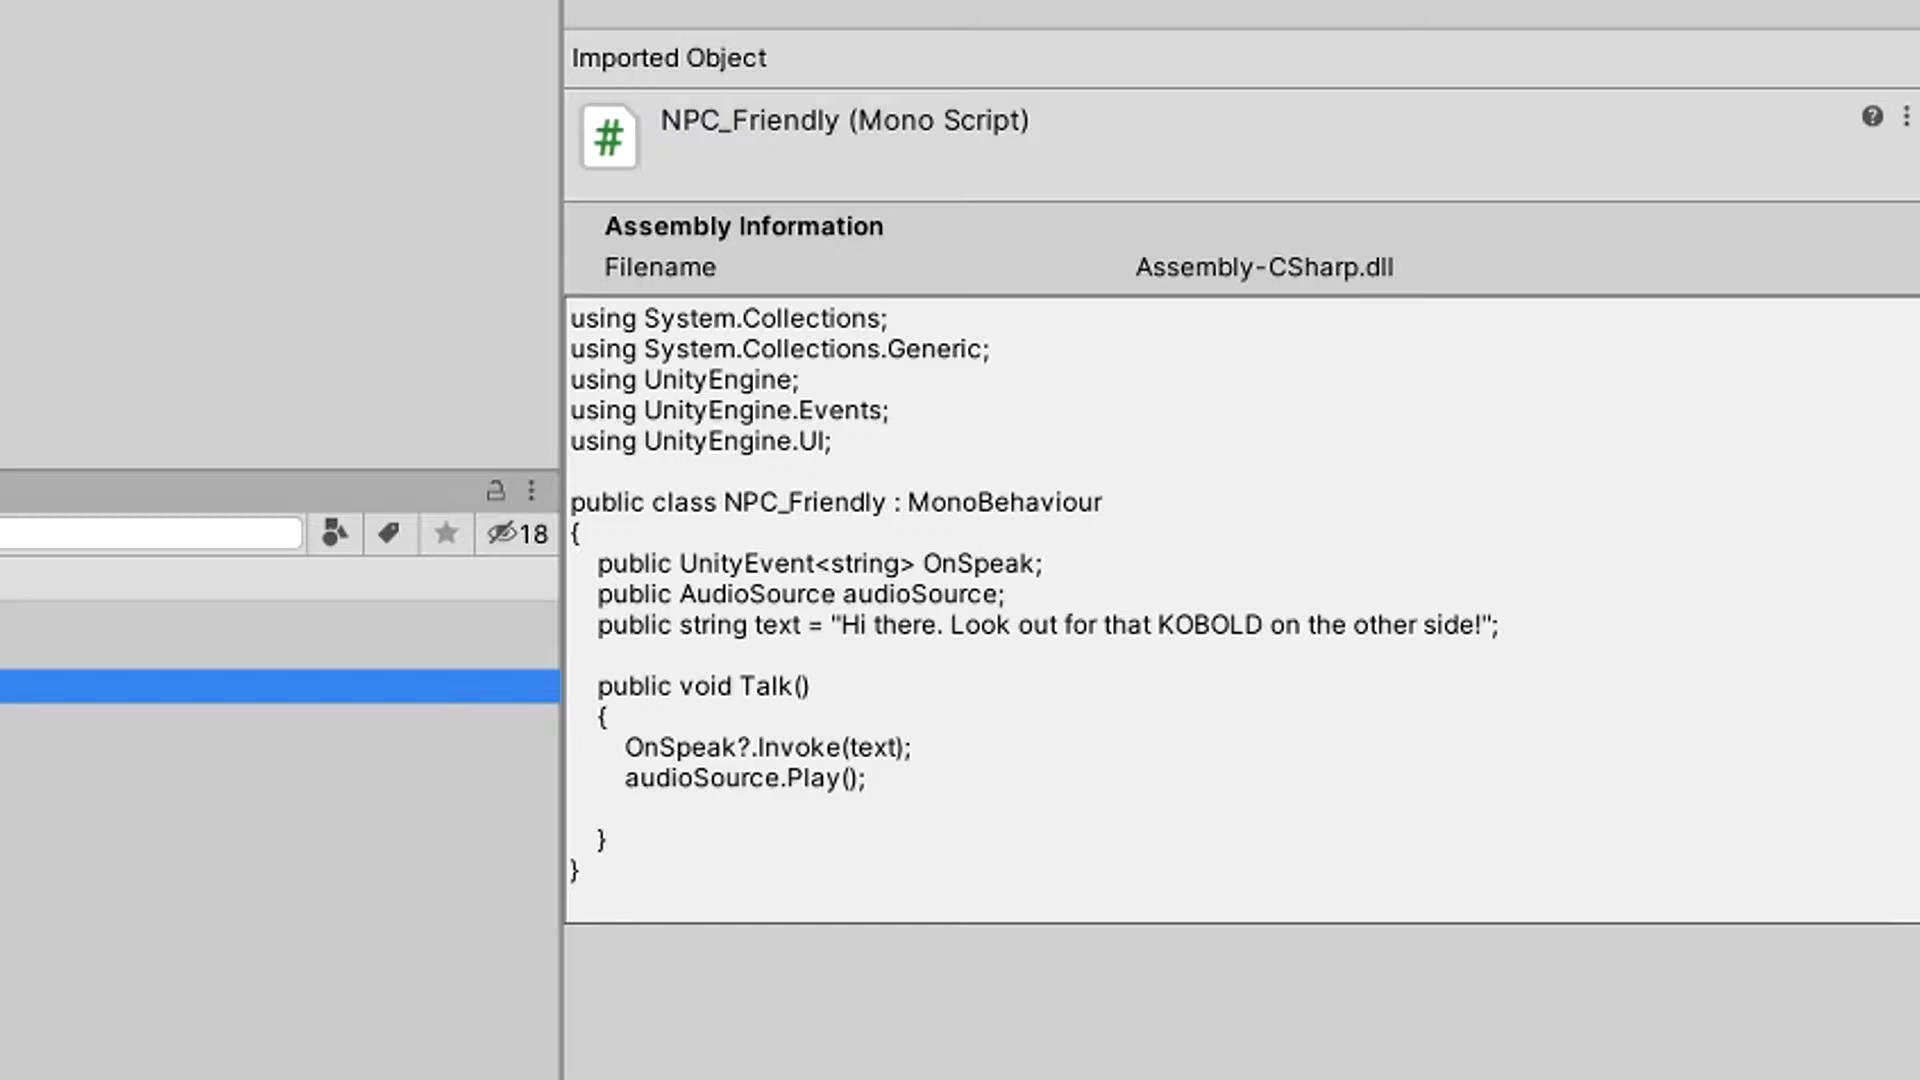 Imported Object
NPC_Friendly (Mono Script)
Assembly Information
Filename Assembly-CSharp.dll
using System.Collections;
using System.Collections.Generic;
using UnityEngine;
using UnityEngine.Events;
using UnityEngine.UI;
18
public class NPC_Friendly : MonoBehaviour
{
public UnityEvent<string> OnSpeak;
public AudioSource audioSource;
public string text = "Hi there. Look out for that KOBOLD on the other side!";
public void Talk()
{
OnSpeak?.Invoke(text);
audioSource.Play();
}
}